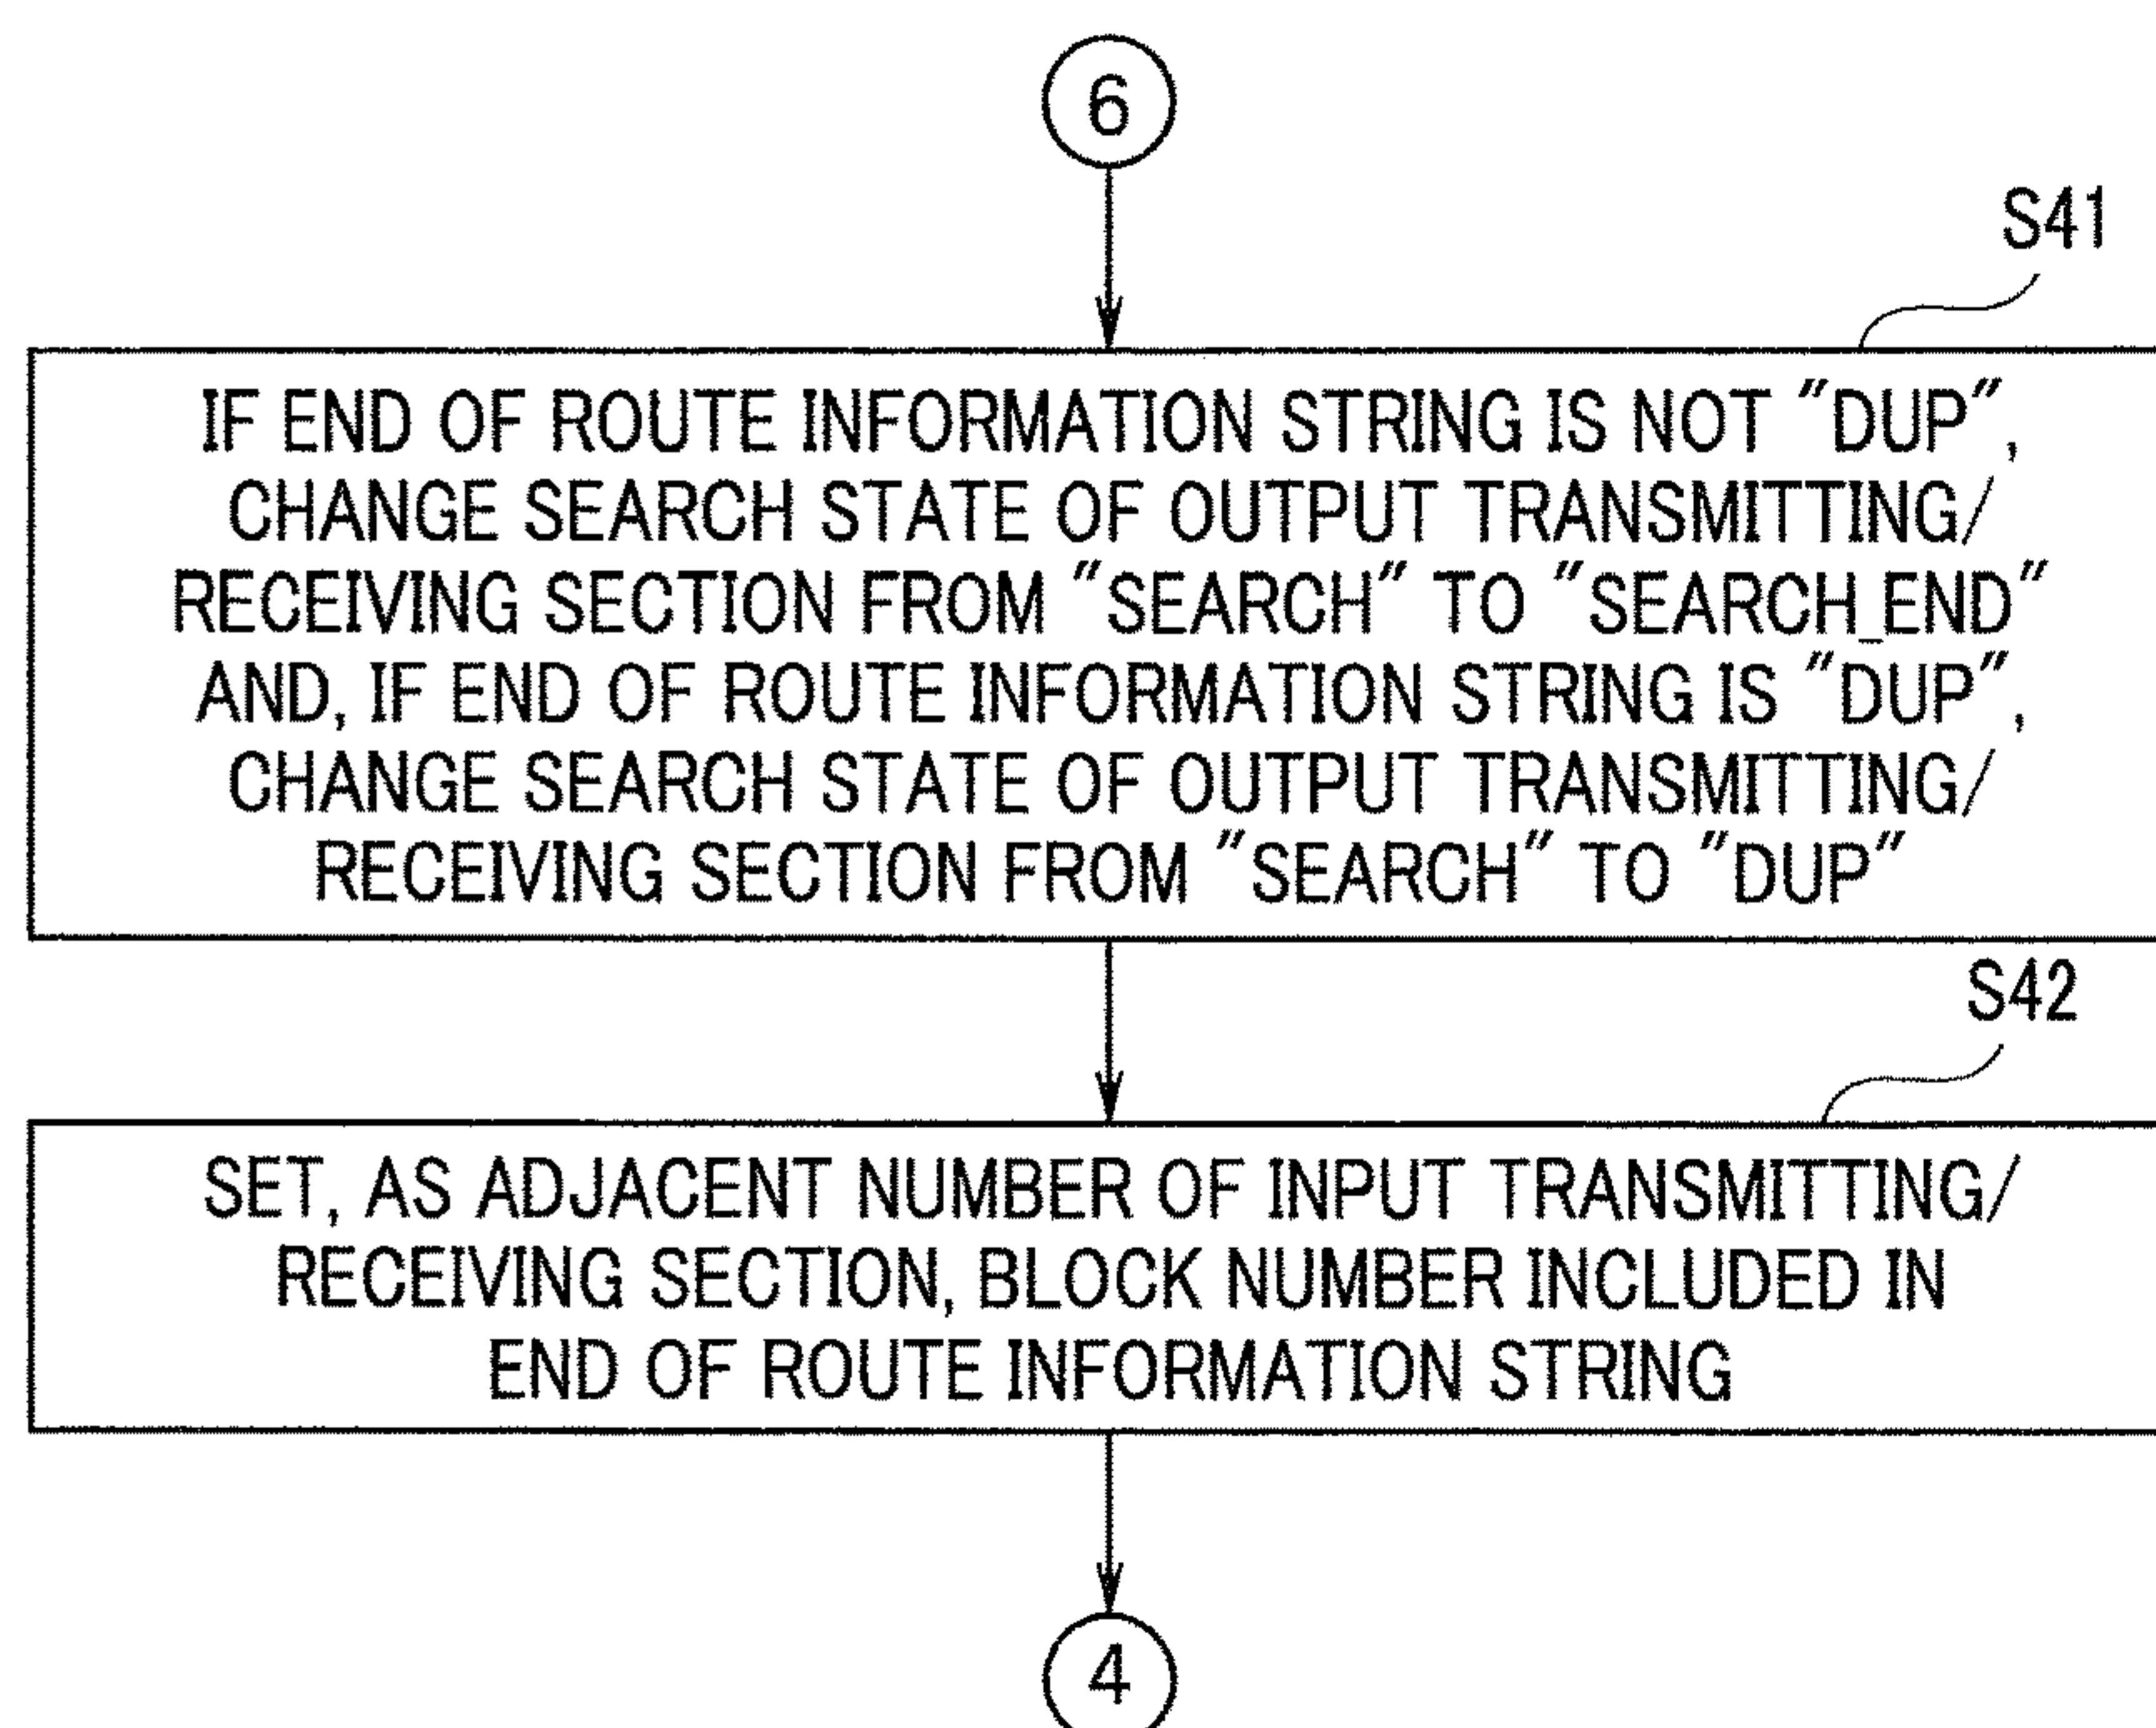 6
S41
IF END OF ROUTE INFORMATION STRING IS NOT "DUP",
CHANGE SEARCH STATE OF OUTPUT TRANSMITTING/
RECEIVING SECTION FROM "SEARCH" TO "SEARCH_END"
AND, IF END OF ROUTE INFORMATION STRING IS "DUP",
CHANGE SEARCH STATE OF OUTPUT TRANSMITTING/
RECEIVING SECTION FROM "SEARCH" TO "DUP"
S42
SET, AS ADJACENT NUMBER OF INPUT TRANSMITTING/
RECEIVING SECTION, BLOCK NUMBER INCLUDED IN
END OF ROUTE INFORMATION STRING
4